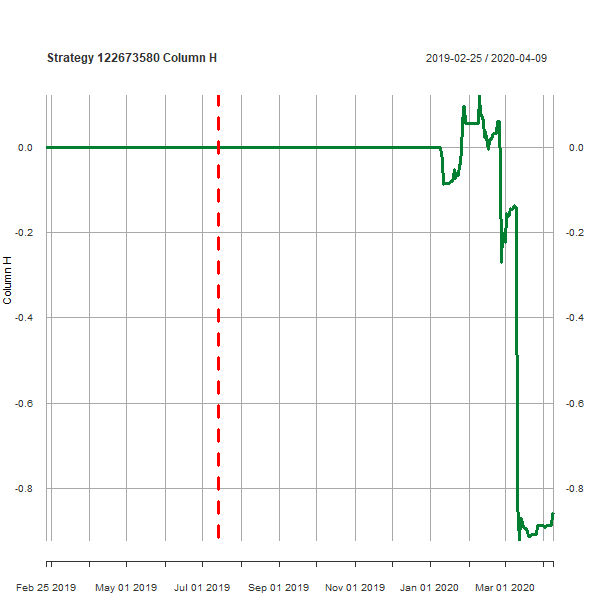 Strategy 122673580 Column H 2019-02-25 / 2020-04-09
0.0 0.0
-0.2 -0.2
Column H
-0.4 -0.4
-0.6 -0.6
-0.8 -0.8
Feb 25 2019 May 01 2019 Jul 01 2019 Sep 01 2019 Nov 01 2019 Jan 01 2020 Mar 01 2020